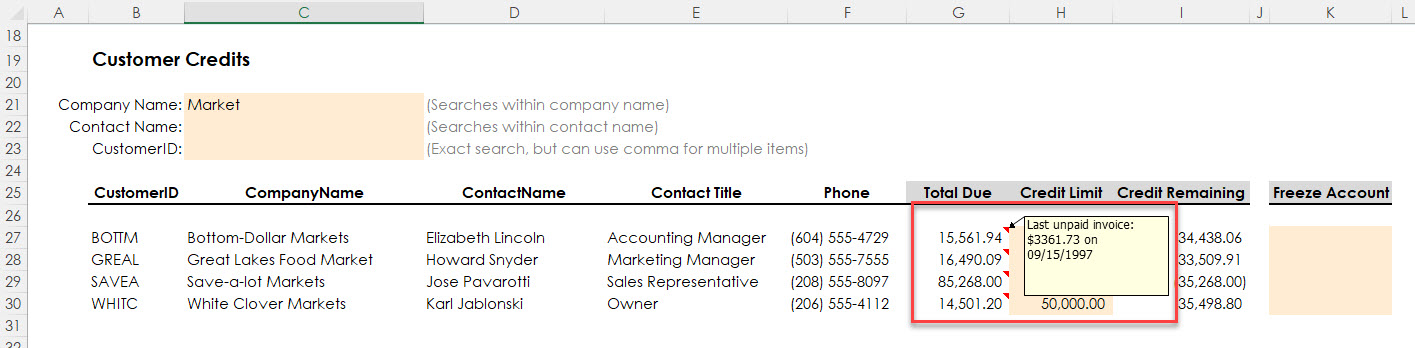 A B C D E F G H I J K L
18
19 Customer Credits
20
21 Company Name: Market (Searches within company name)
22 Contact Name: (Searches within contact name)
23 CustomerID: (Exact search, but can use comma for multiple items)
24
25 CustomerID CompanyName ContactName Contact Title Phone Total Due Credit Limit Credit Remaining Freeze Account
26
27 BOTTM Bottom-Dollar Markets Elizabeth Lincoln Accounting Manager (604) 555-4729 15,561.94 34,438.06
28 GREAL Great Lakes Food Market Howard Snyder Marketing Manager (503) 555-7555 16,490.09 33,509.91
29 SAVEA Save-a-lot Markets Jose Pavarotti Sales Representative (208) 555-8097 85,268.00 (35,268.00)
30 WHITC White Clover Markets Karl Jablonski Owner (206) 555-4112 14,501.20 50,000.00 35,498.80
31
32
Last unpaid invoice:
$3361.73 on
09/15/1997